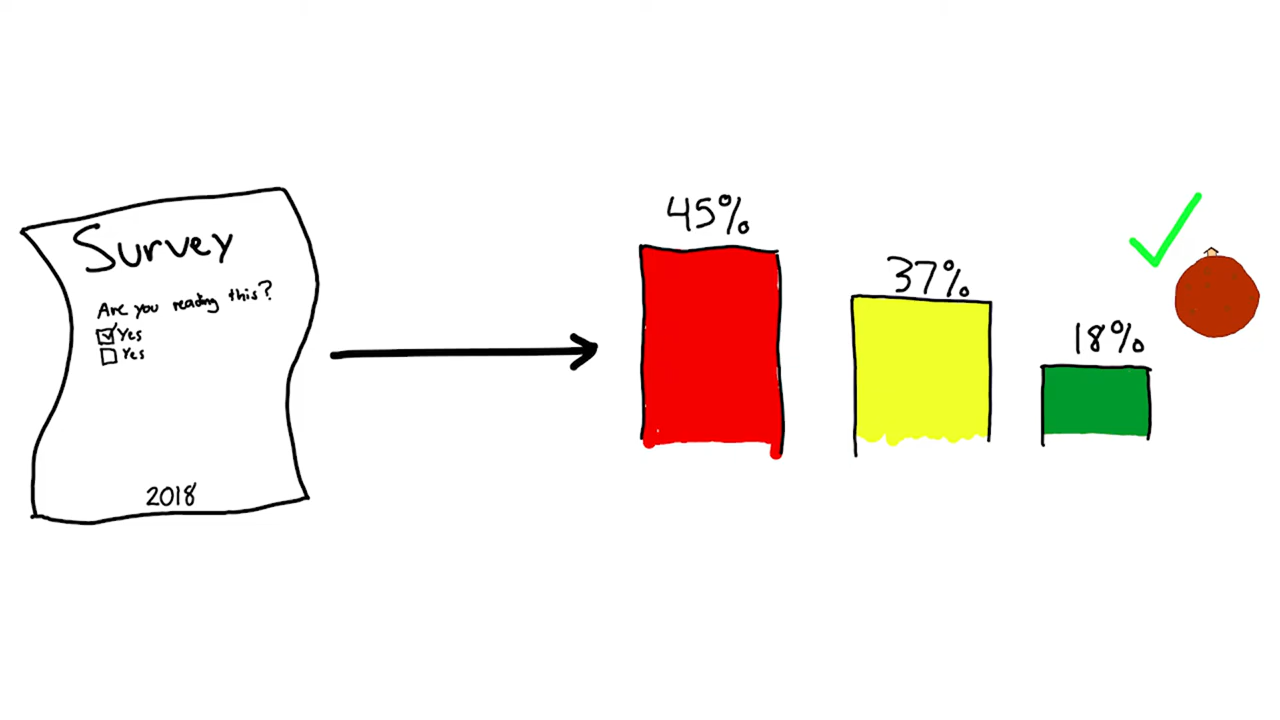 Survey
Are you reading this?
Yes
Yes
2018
45%
37%
18%